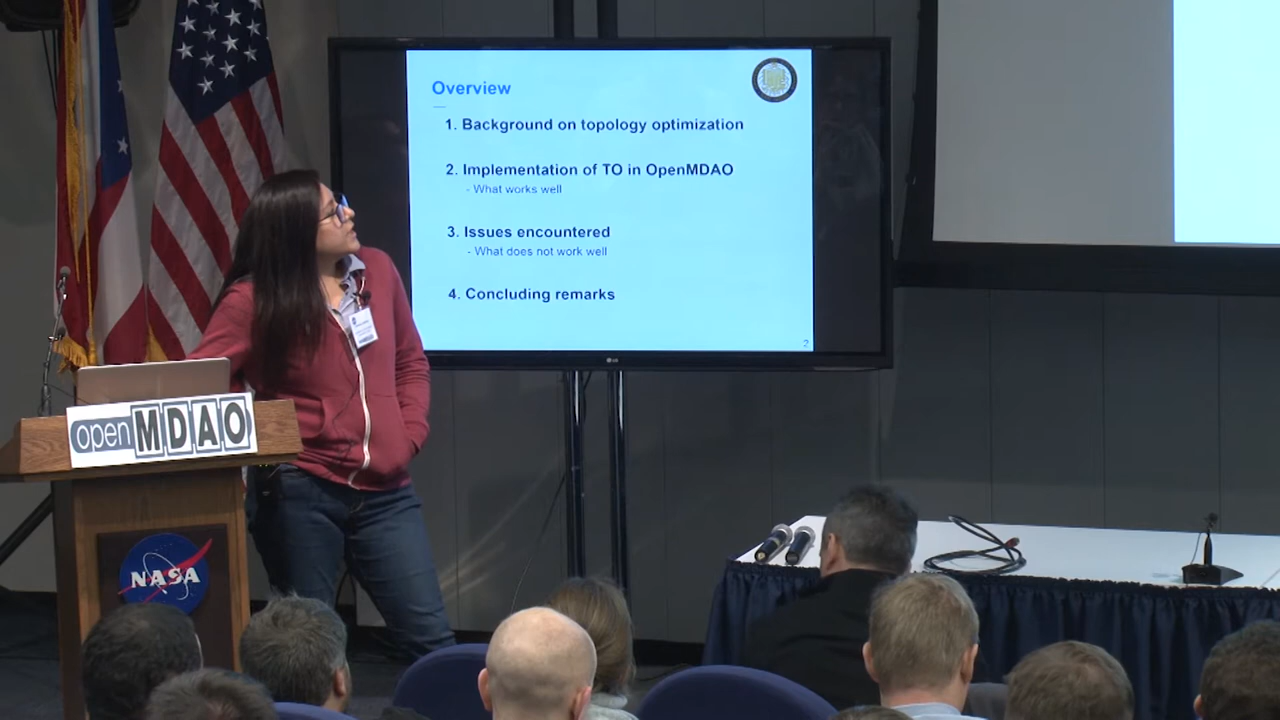 Overview
1. Background on topology optimization
2. Implementation of TO in OpenMDAO
- What works well
3. Issues encountered
- What does not work well
4. Concluding remarks
2
LG
openMDAO
NASA